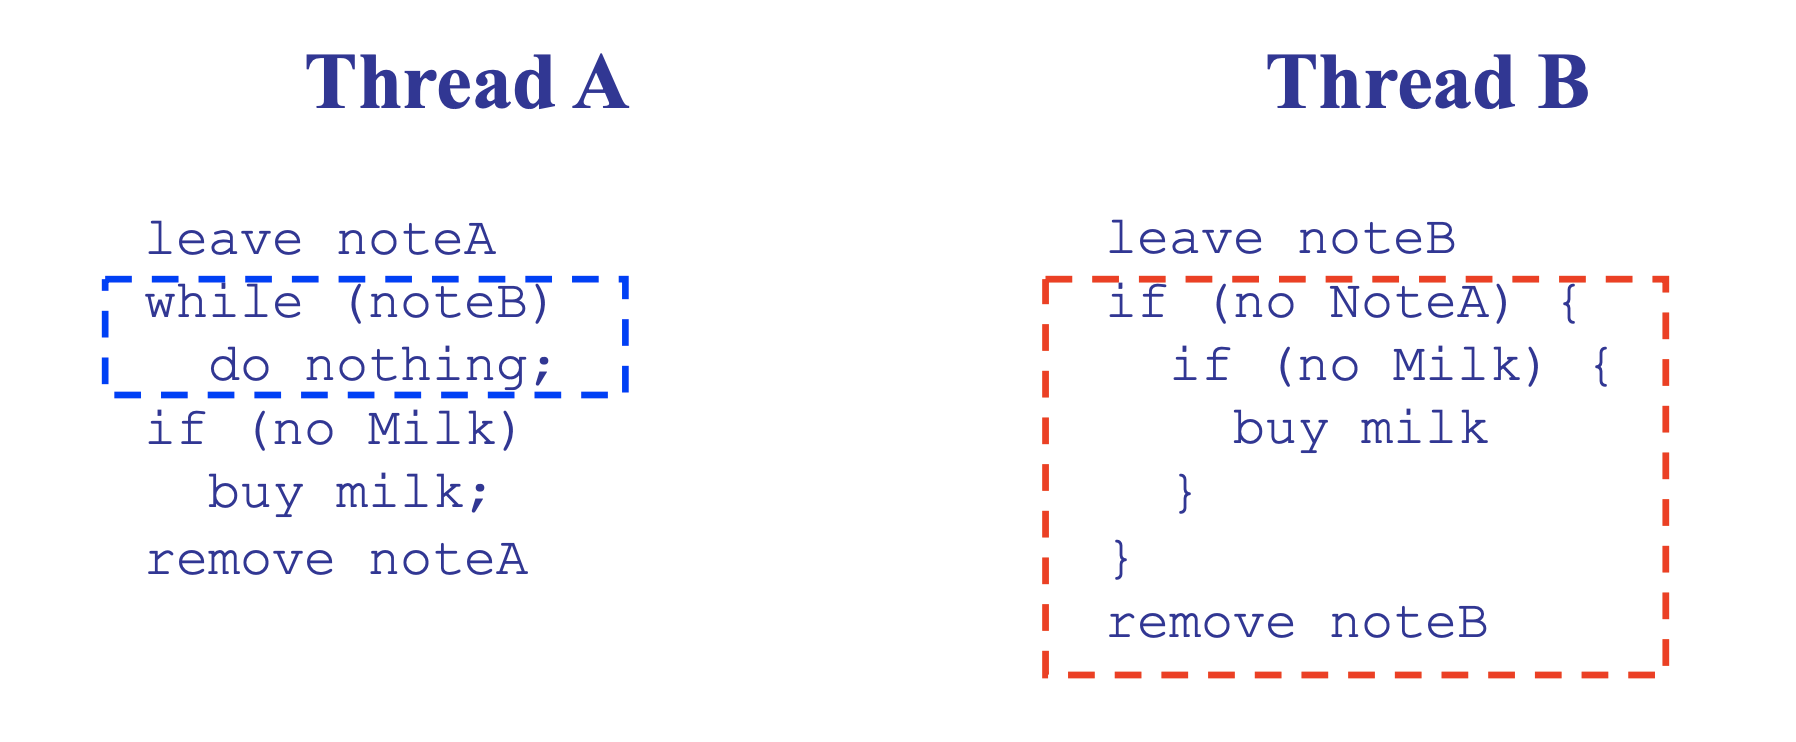 Thread A
leave noteA
while (noteB)
do nothing;
if (no Milk)
buy milk;
remove noteA
Thread B
leave noteB
if (no NoteA) {
if (no Milk) {
buy milk
}
}
remove noteB